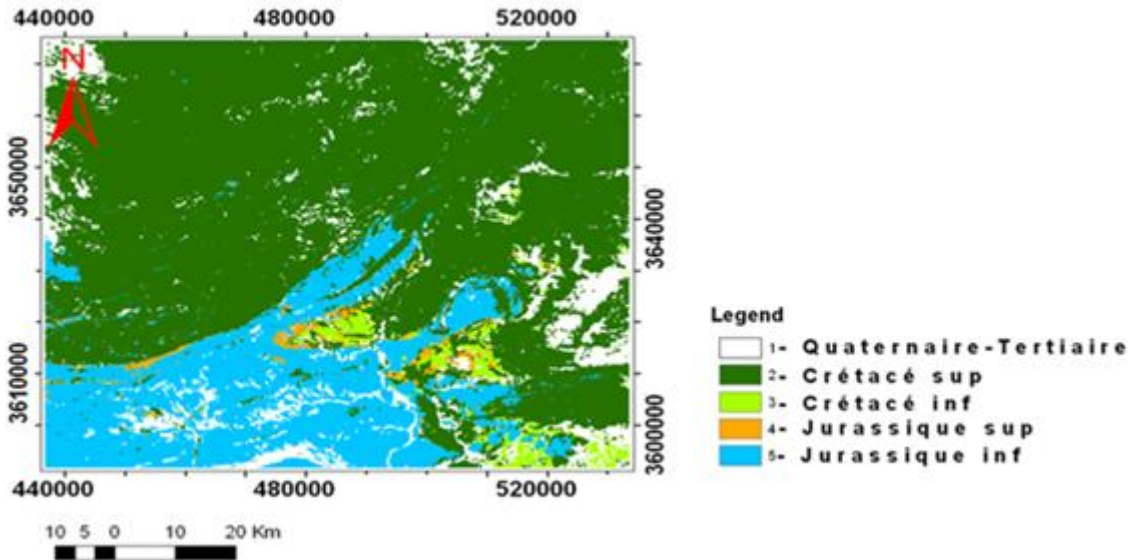 440000 480000 520000
N
3650000
3640000
3610000
3600000
440000 480000 520000
10 5 0 10 20 Km
Legend
1- Quaternaire-Tertiaire
2- Crétacé sup
3- Crétacé inf
4- Jurassique sup
5- Jurassique inf